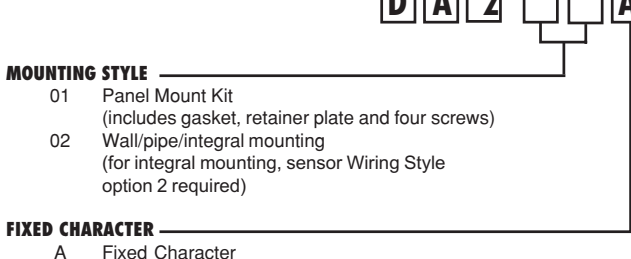 D A Z A
MOUNTING STYLE
01 Panel Mount Kit
(includes gasket, retainer plate and four screws)
02 Wall/pipe/integral mounting
(for integral mounting, sensor Wiring Style
option 2 required)
FIXED CHARACTER
A Fixed Character